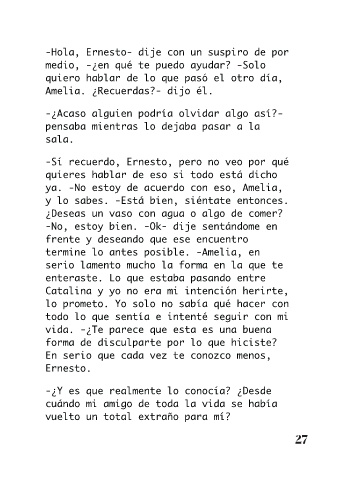 -Hola, Ernesto- dije con un suspiro de por
medio, -¿en qué te puedo ayudar? -Solo
quiero hablar de lo que pasó el otro día,
Amelia. ¿Recuerdas?- dijo él.
-¿Acaso alguien podría olvidar algo así?-
pensaba mientras lo dejaba pasar a la
sala.
-Sí recuerdo, Ernesto, pero no veo por qué
quieres hablar de eso si todo está dicho
ya. -No estoy de acuerdo con eso, Amelia,
y lo sabes. -Está bien, siéntate entonces.
¿Deseas un vaso con agua o algo de comer?
-No, estoy bien. -Ok- dije sentándome en
frente y deseando que ese encuentro
termine lo antes posible. -Amelia, en
serio lamento mucho la forma en la que te
enteraste. Lo que estaba pasando entre
Catalina y yo no era mi intención herirte,
lo prometo. Yo solo no sabía qué hacer con
todo lo que sentía e intenté seguir con mi
vida. -¿Te parece que esta es una buena
forma de disculparte por lo que hiciste?
En serio que cada vez te conozco menos,
Ernesto.
-¿Y es que realmente lo conocía? ¿Desde
cuándo mi amigo de toda la vida se había
vuelto un total extraño para mí?
27